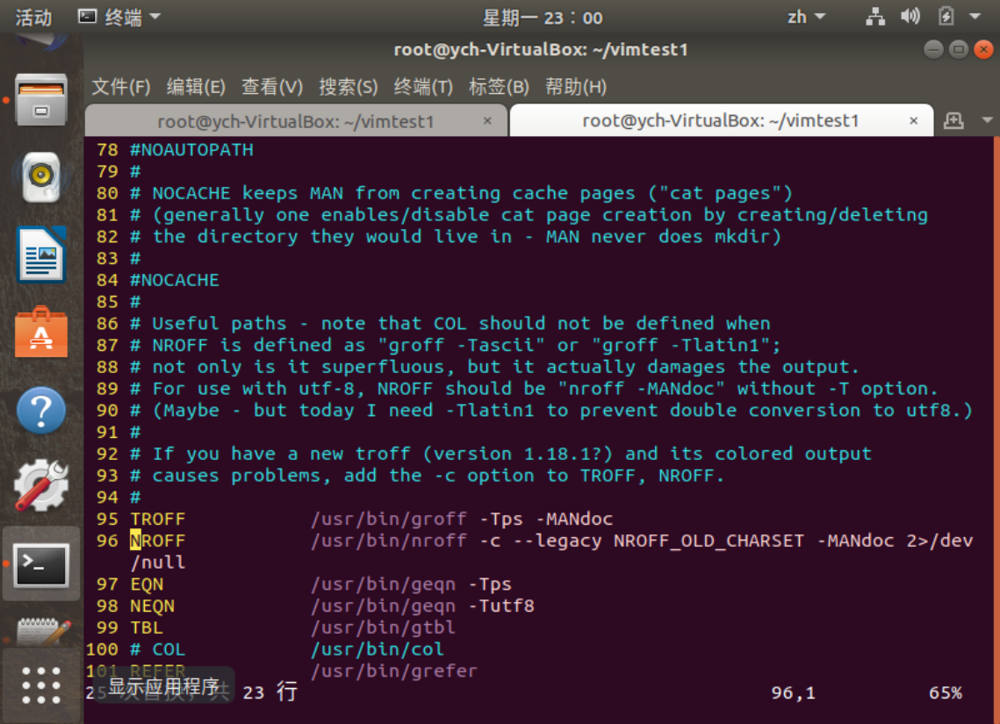 活动 终端 星期一 23：00 zh
root@ych-VirtualBox: ~/vimtest1
文件(F) 编辑(E) 查看(V) 搜索(S) 终端(T) 标签(B) 帮助(H)
root@ych-VirtualBox: ~/vimtest1 × root@ych-VirtualBox: ~/vimtest1 ×
78 #NOAUTOPATH
79 #
80 # NOCACHE keeps MAN from creating cache pages ("cat pages")
81 # (generally one enables/disable cat page creation by creating/deleting
82 # the directory they would live in - MAN never does mkdir)
83 #
84 #NOCACHE
85 #
86 # Useful paths - note that COL should not be defined when
87 # NROFF is defined as "groff -Tascii" or "groff -Tlatin1";
88 # not only is it superfluous, but it actually damages the output.
89 # For use with utf-8, NROFF should be "nroff -MANdoc" without -T option.
90 # (Maybe - but today I need -Tlatin1 to prevent double conversion to utf8.)
91 #
92 # If you have a new troff (version 1.18.1?) and its colored output
93 # causes problems, add the -c option to TROFF, NROFF.
94 #
95 TROFF /usr/bin/groff -Tps -MANdoc
96 NROFF /usr/bin/nroff -c --legacy NROFF_OLD_CHARSET -MANdoc 2>/dev
/null
97 EQN /usr/bin/geqn -Tps
98 NEQN /usr/bin/geqn -Tutf8
99 TBL /usr/bin/gtbl
100 # COL /usr/bin/col
101 REFER /usr/bin/grefer
显示应用程序
23 行 96,1 65%